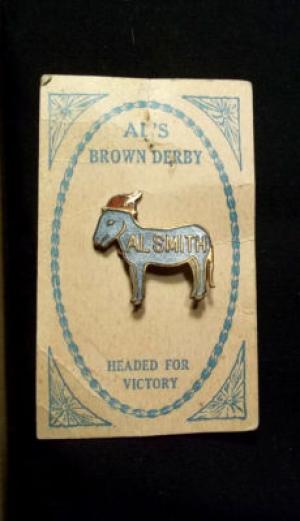 AL'S
BROWN DERBY
AL SMITH
HEADED FOR
VICTORY